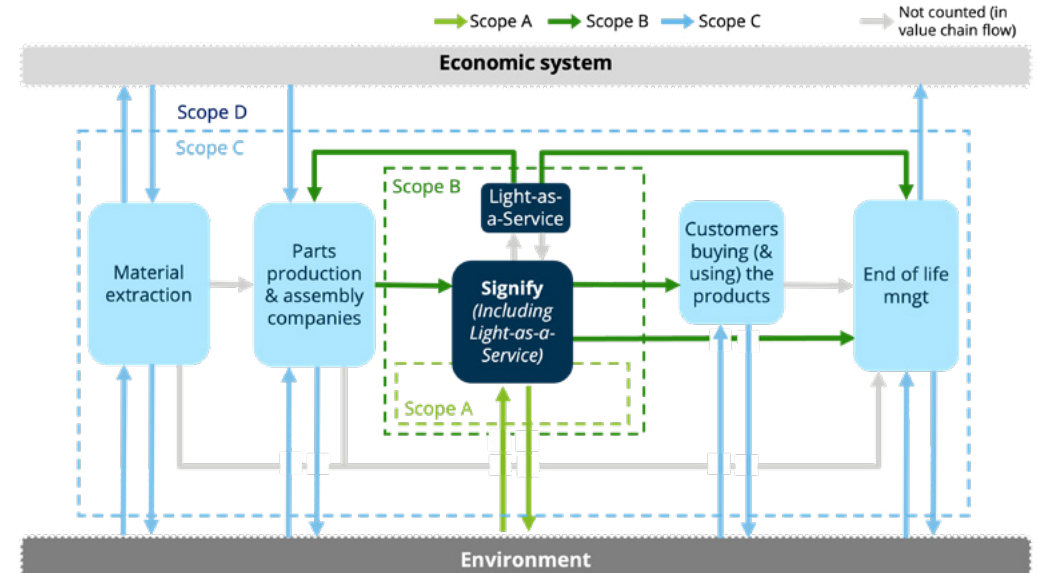 Scope A
Scope B
Scope C
Not counted (in
value chain flow)
Economic system
Scope D
Scope C
Scope B
Light-as-
a-Service
Material
extraction
Parts
production
& assembly
companies
Signify
(Including
Light-as-a-
Service)
Customers
buying (&
using) the
products
End of life
mngt
Scope A
Environment